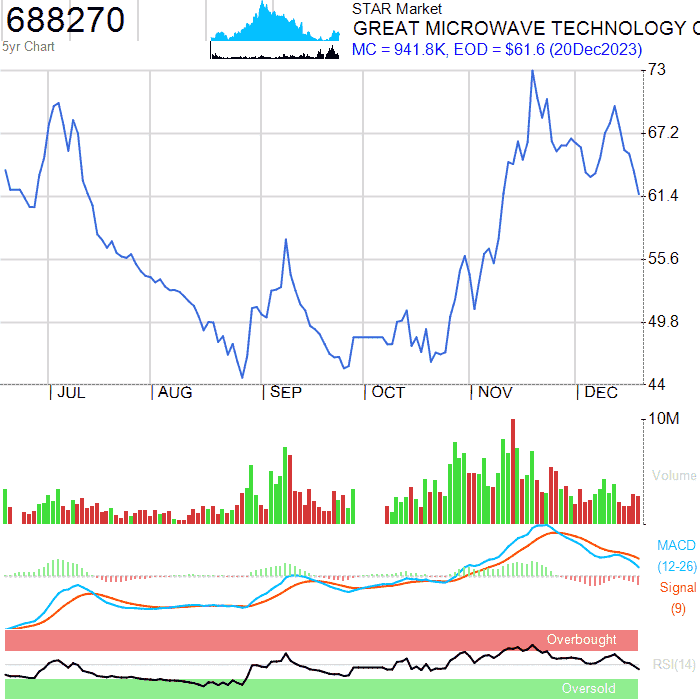 688270
5yr Chart
STAR Market
GREAT MICROWAVE TECHNOLOGY
MC = 941.8K, EOD = $61.6 (20Dec2023)
73
67.2
61.4
55.6
49.8
44
JUL AUG SEP OCT NOV DEC
10M
Volume
MACD
(12-26)
Signal
(9)
Overbought
RSI(14)
Oversold